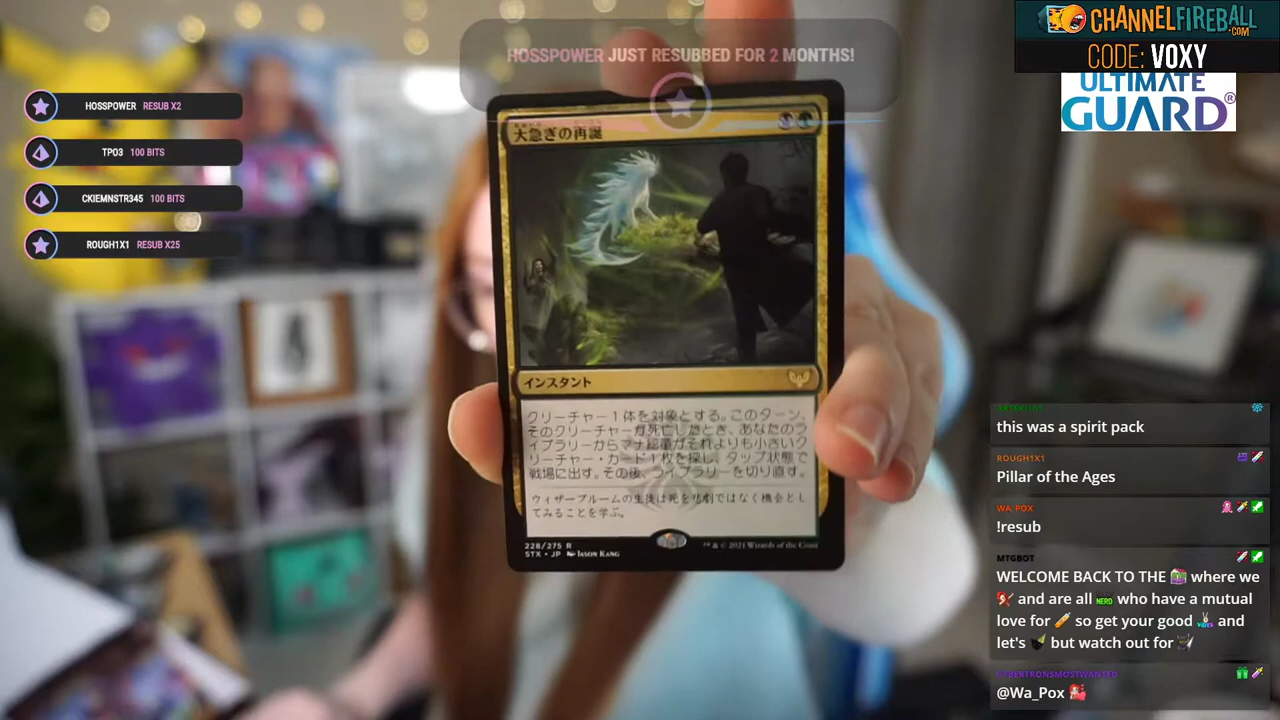 HOSSPOWER JUST RESUBBED FOR 2 MONTHS!
CHANNELFIREBALL
.COM
CODE: VOXY
ULTIMATE
GUARD®
HOSSPOWER RESUB X2
TPO3 100 BITS
CKIEMNSTR345 100 BITS
ROUGH1X1 RESUB X25
大急ぎの再誕
インスタント
クリーチャー1体を対象とする。このターン、
そのクリーチャーが死亡したとき、あなたのラ
イブラリーからマナ総量がそれよりも小さいク
リーチャー・カード1枚を探し、タップ状態で
戦場に出す。その後、ライブラリーを切り直す。
ウィザーブルームの生徒は死を悲劇ではなく機会とし
てみることを学ぶ。
228/275 R
STX • JP JASON KANG
™ & © 2021 Wizards of the Coast
this was a spirit pack
ROUGH1X1
Pillar of the Ages
WA_POX
!resub
MTGBOT
WELCOME BACK TO THE where we
and are all NERD who have a mutual
love for so get your good and
let's but watch out for
@Wa_Pox